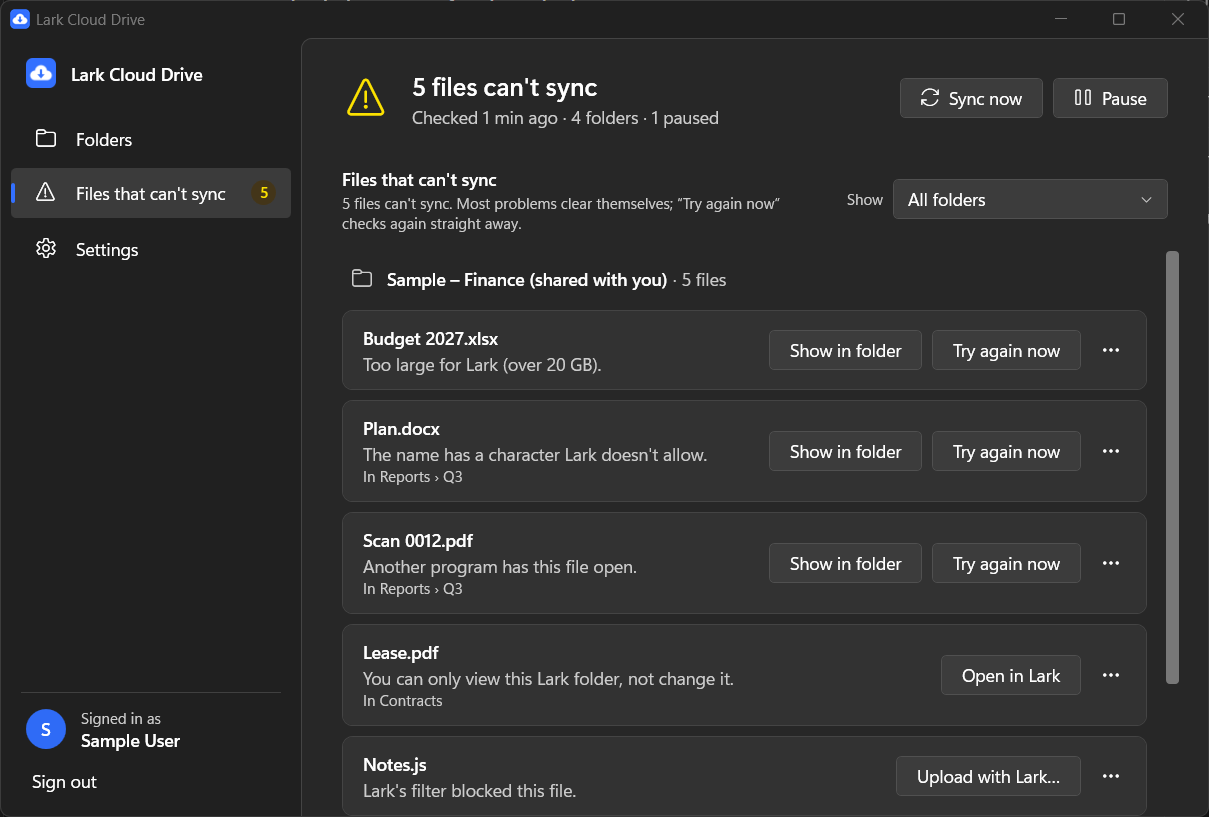 Lark Cloud Drive
Lark Cloud Drive
Folders
Files that can't sync 5
Settings
Signed in as
S
Sample User
Sign out
5 files can't sync
Checked 1 min ago · 4 folders · 1 paused
Sync now
Pause
Files that can't sync
5 files can't sync. Most problems clear themselves; “Try again now”
checks again straight away.
Show
All folders
Sample – Finance (shared with you) · 5 files
Budget 2027.xlsx
Too large for Lark (over 20 GB).
Show in folder
Try again now
Plan.docx
The name has a character Lark doesn't allow.
In Reports › Q3
Show in folder
Try again now
Scan 0012.pdf
Another program has this file open.
In Reports › Q3
Show in folder
Try again now
Lease.pdf
You can only view this Lark folder, not change it.
In Contracts
Open in Lark
Notes.js
Lark's filter blocked this file.
Upload with Lark...